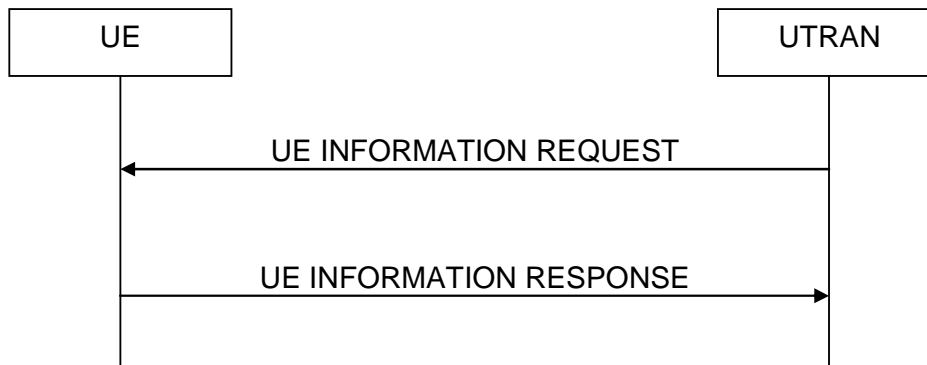 UE
UTRAN
UE INFORMATION REQUEST
UE INFORMATION RESPONSE